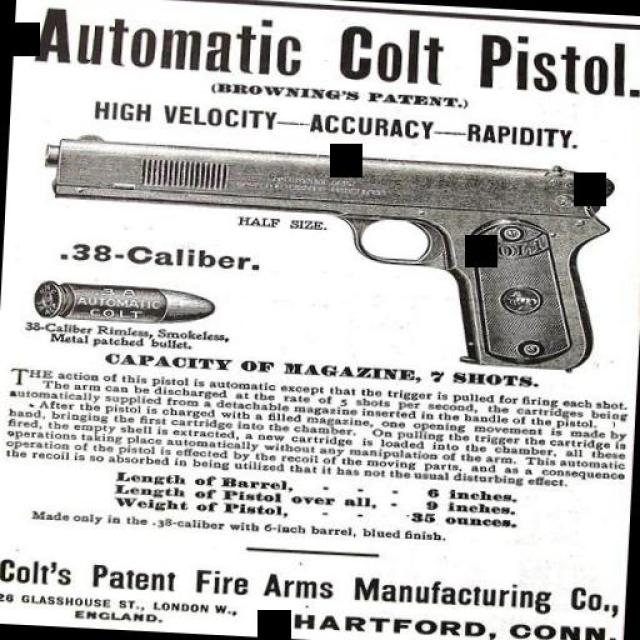 Automatic Colt Pistol.
(BROWNING'S PATENT.)
HIGH VELOCITY—ACCURACY—RAPIDITY.
HALF SIZE.
.38-Caliber.
AUTOMATIC
COLT
38-Caliber Rimless, Smokeless,
Metal patched bullet.
CAPACITY OF MAGAZINE, 7 SHOTS.
THE action of this pistol is automatic except that the trigger is pulled for firing each shot.
The arm can be discharged at the rate of 5 shots per second, the cartridges being
automatically supplied from a detachable magazine inserted in the handle of the pistol.
After the pistol is charged with a filled magazine, one opening movement is made by
hand, bringing the first cartridge into the chamber. On pulling the trigger the cartridge is
fired, the empty shell is extracted, a new cartridge is loaded into the chamber, all these
operations taking place automatically without any manipulation of the arm. This automatic
operation of the pistol is effected by the recoil of the moving parts, and as a consequence
the recoil is so absorbed in being utilized that it has not the usual disturbing effect.
Length of Barrel, - - - 6 inches.
Length of Pistol over all, - - 9 inches.
Weight of Pistol, - - - 35 ounces.
Made only in the .38-caliber with 6-inch barrel, blued finish.
Colt's Patent Fire Arms Manufacturing Co.,
26 GLASSHOUSE ST., LONDON W.,
ENGLAND.
HARTFORD, CONN.